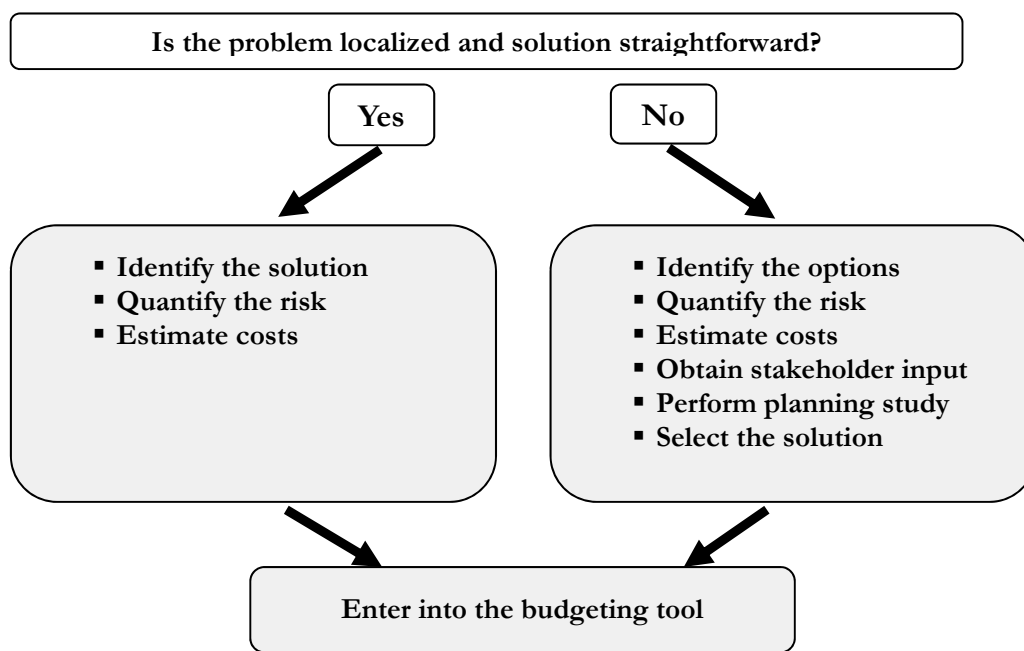 Is the problem localized and solution straightforward?
Yes
No
▪ Identify the solution
▪ Quantify the risk
▪ Estimate costs
▪ Identify the options
▪ Quantify the risk
▪ Estimate costs
▪ Obtain stakeholder input
▪ Perform planning study
▪ Select the solution
Enter into the budgeting tool